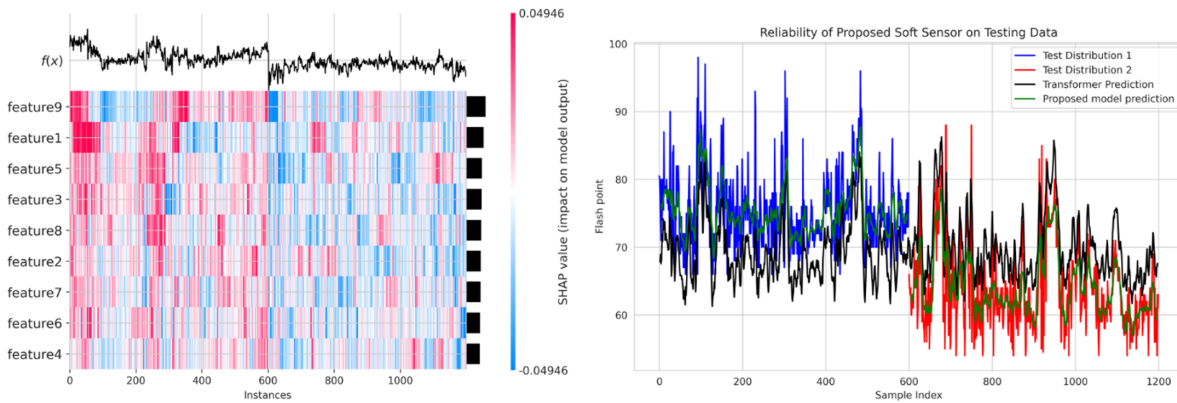 f(x)
feature9
feature1
feature5
feature3
feature8
feature2
feature7
feature6
feature4
0 200 400 600 800 1000
Instances
0.04946
SHAP value (impact on model output)
-0.04946
Reliability of Proposed Soft Sensor on Testing Data
Test Distribution 1
Test Distribution 2
Transformer Prediction
Proposed model prediction
100
90
80
70
60
Flash point
0 200 400 600 800 1000 1200
Sample Index